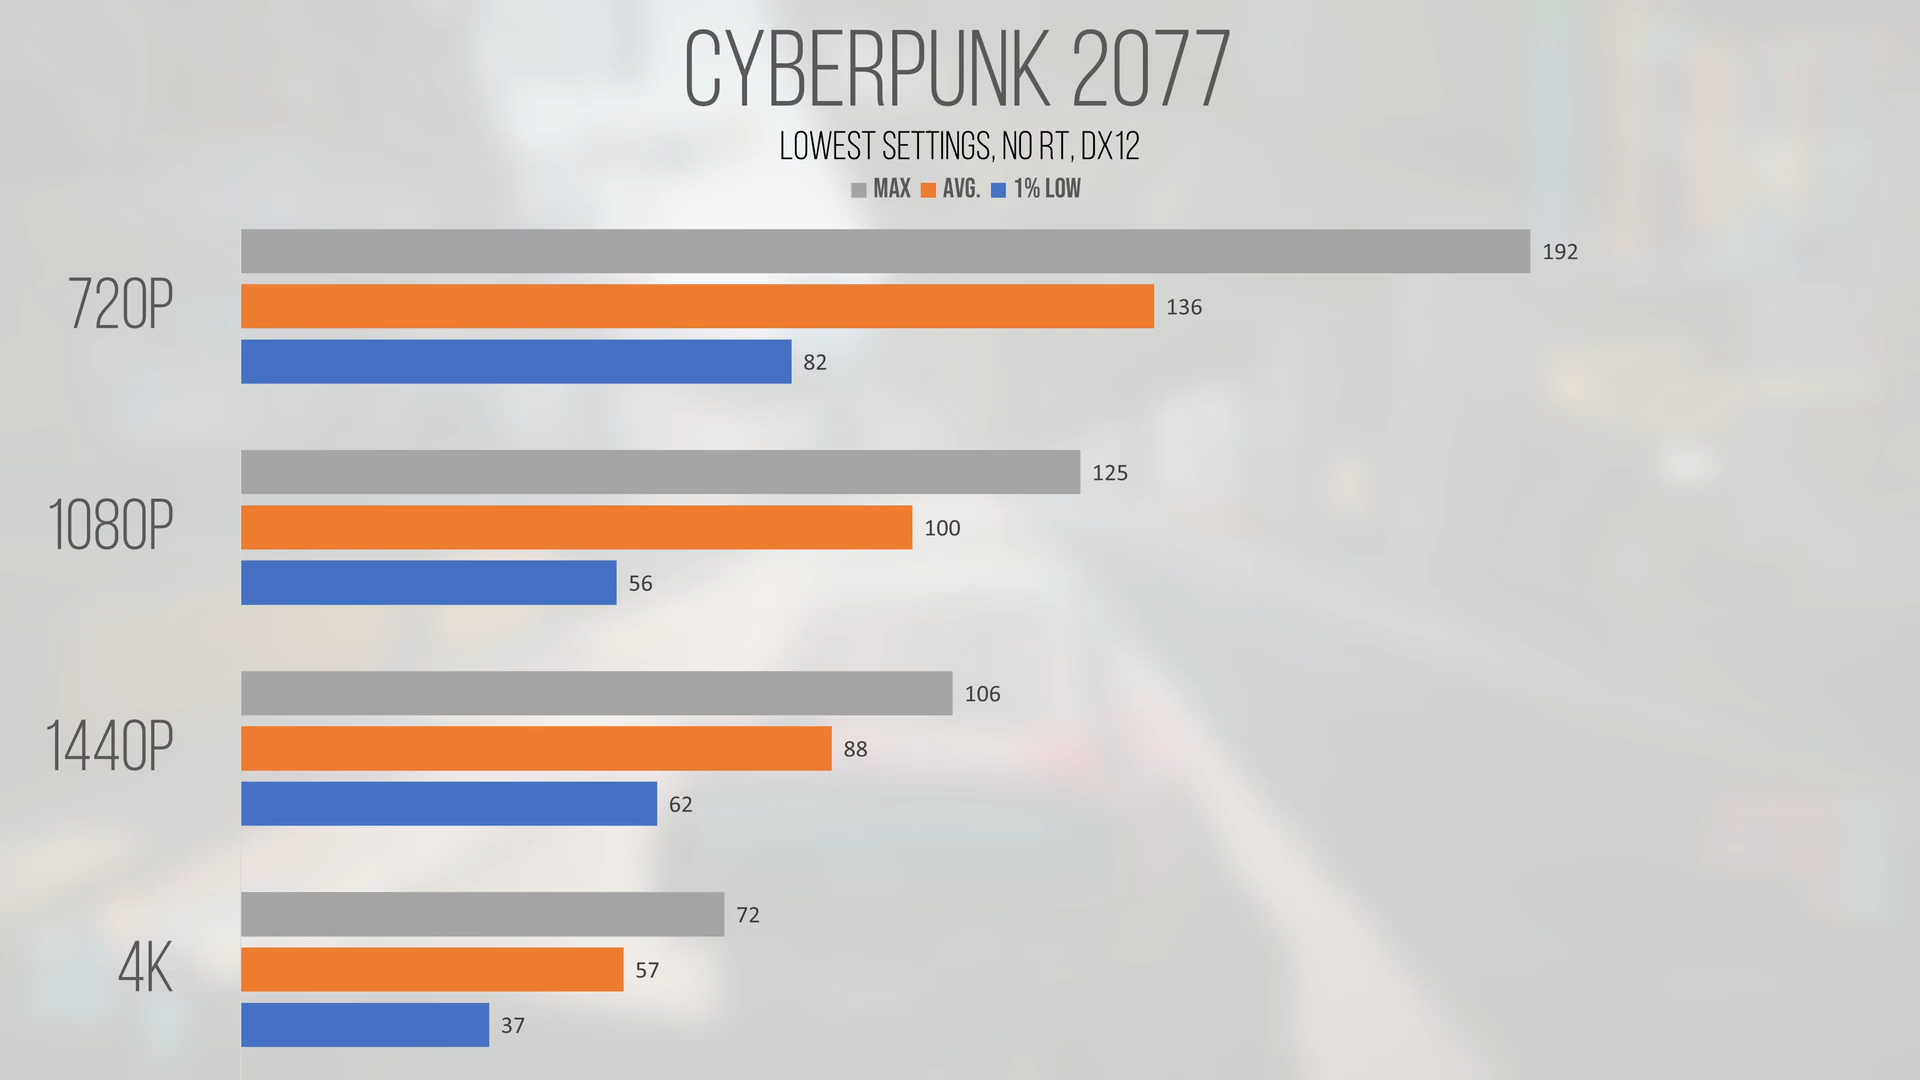 CYBERPUNK 2077
LOWEST SETTINGS, NO RT, DX12
MAX AVG. 1% LOW
720P
192
136
82
1080P
125
100
56
1440P
106
88
62
4K
72
57
37